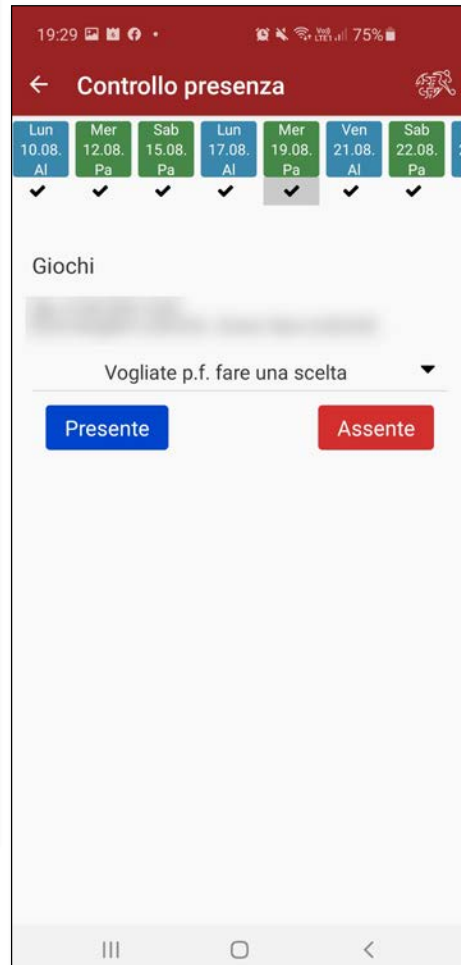 19:29
75%
Controllo presenza
Lun 10.08. Al
Mer 12.08. Pa
Sab 15.08. Pa
Lun 17.08. Al
Mer 19.08. Pa
Ven 21.08. Al
Sab 22.08. Pa
Giochi
Vogliate p.f. fare una scelta
Presente
Assente